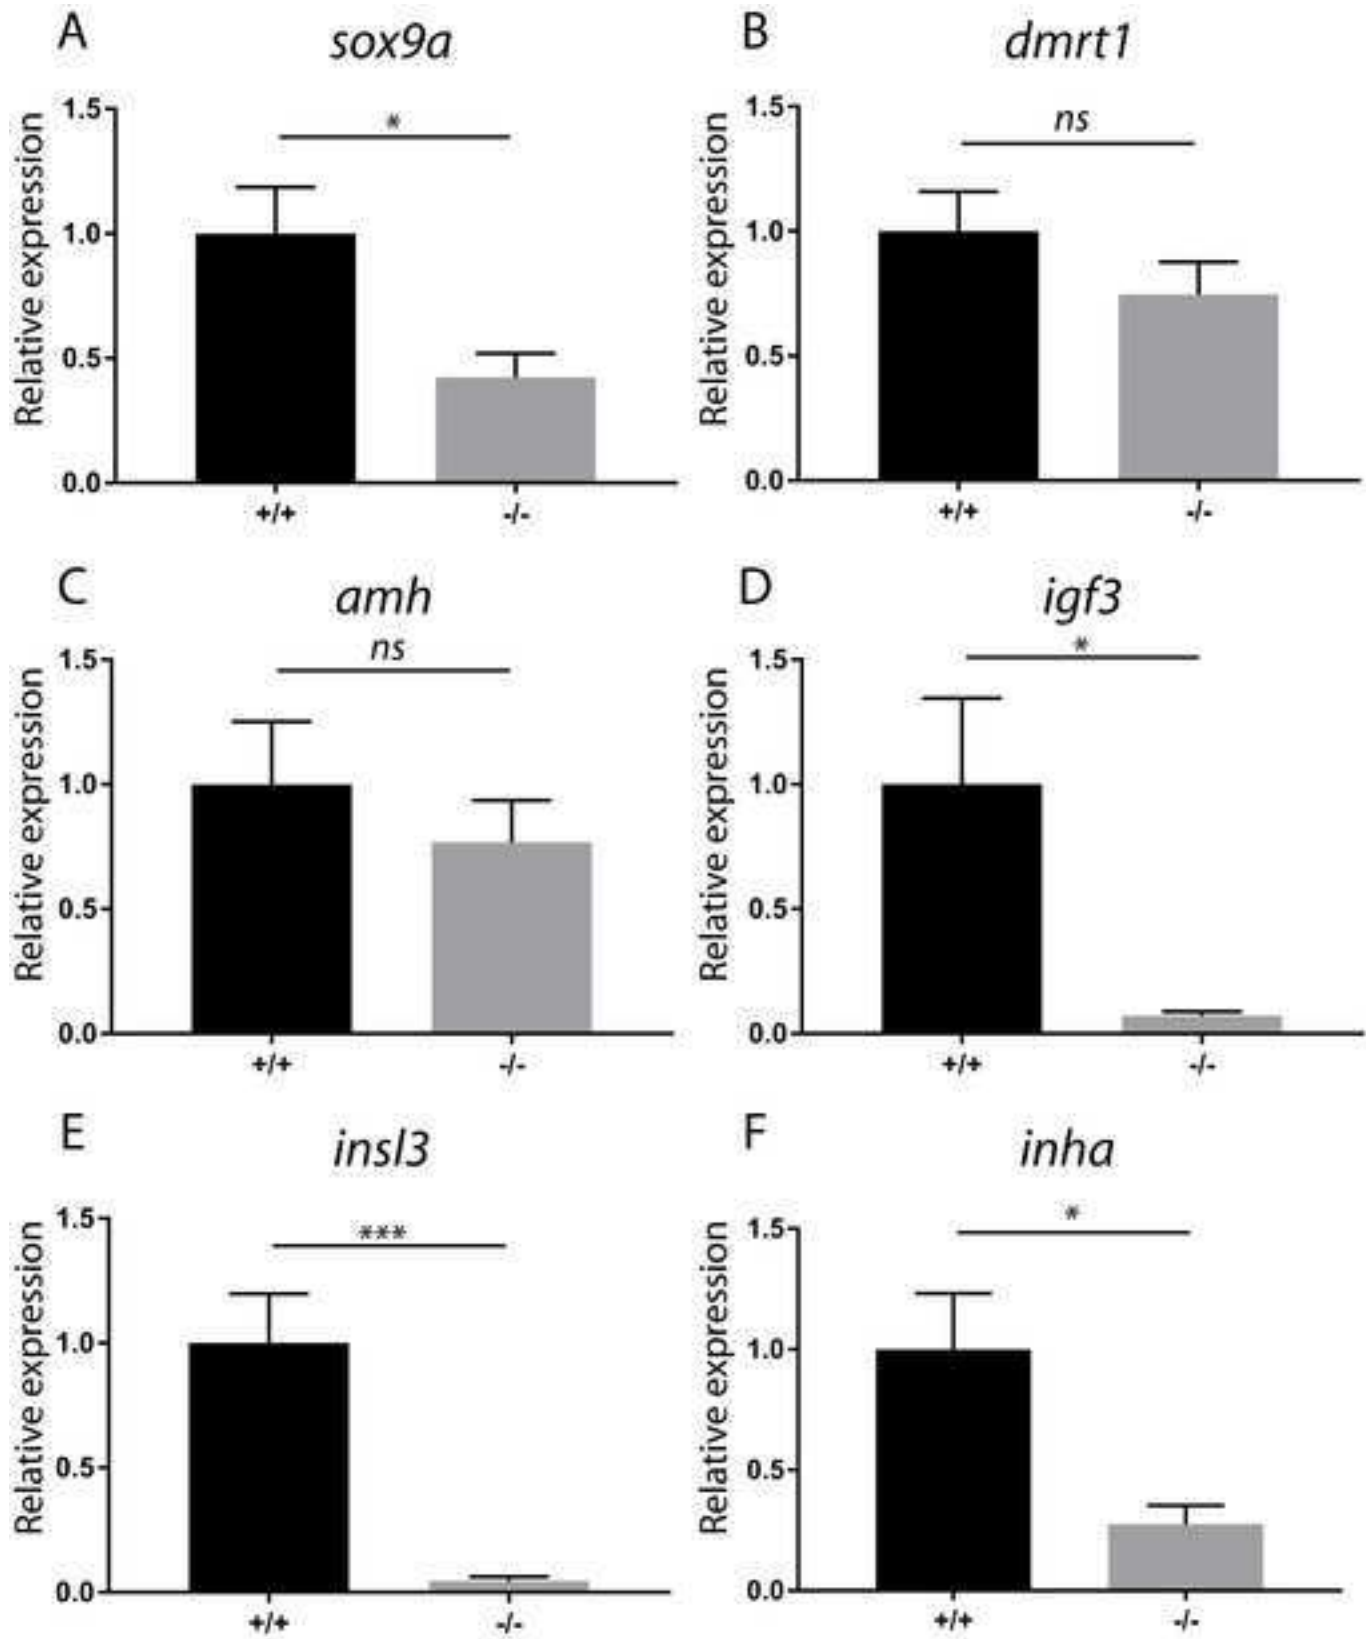 A
sox9a
Relative expression
1.5
1.0
0.5
0.0
*
+/+
-/-
B
dmrt1
Relative expression
1.5
1.0
0.5
0.0
ns
+/+
-/-
C
amh
Relative expression
1.5
1.0
0.5
0.0
ns
+/+
-/-
D
igf3
Relative expression
1.5
1.0
0.5
0.0
*
+/+
-/-
E
insl3
Relative expression
1.5
1.0
0.5
0.0
***
+/+
-/-
F
inha
Relative expression
1.5
1.0
0.5
0.0
*
+/+
-/-